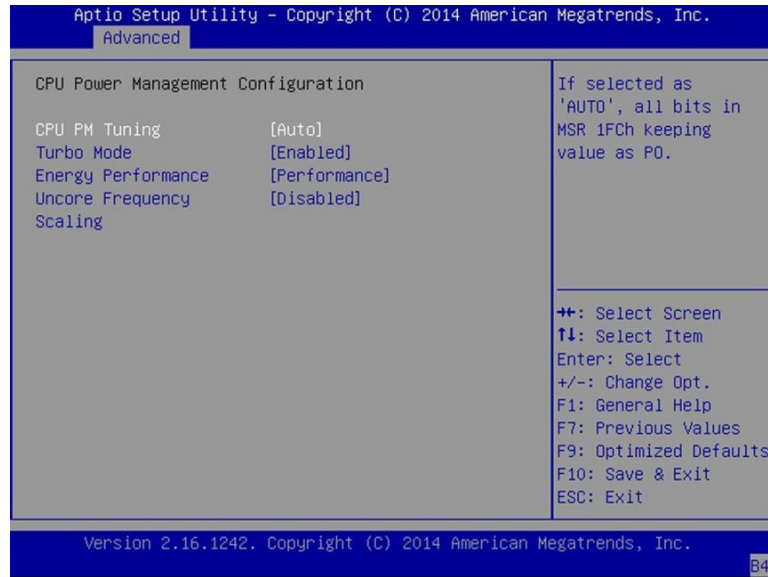 Aptio Setup Utility – Copyright (C) 2014 American Megatrends, Inc.
Advanced
CPU Power Management Configuration
CPU PM Tuning [Auto]
Turbo Mode [Enabled]
Energy Performance [Performance]
Uncore Frequency [Disabled]
Scaling
If selected as
'AUTO', all bits in
MSR 1FCh keeping
value as PO.
→←: Select Screen
↑↓: Select Item
Enter: Select
+/-: Change Opt.
F1: General Help
F7: Previous Values
F9: Optimized Defaults
F10: Save & Exit
ESC: Exit
Version 2.16.1242. Copyright (C) 2014 American Megatrends, Inc.
B4